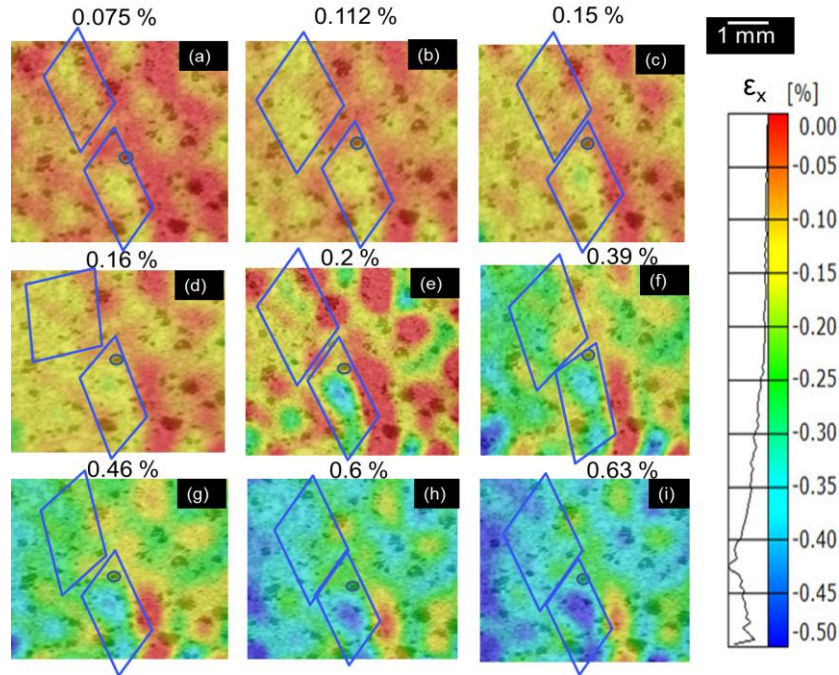 0.075 %
0.112 %
0.15 %
(a)
(b)
(c)
1 mm
0.16 %
0.2 %
0.39 %
(d)
(e)
(f)
0.46 %
0.6 %
0.63 %
(g)
(h)
(i)
εx [%]
0.00
-0.05
-0.10
-0.15
-0.20
-0.25
-0.30
-0.35
-0.40
-0.45
-0.50